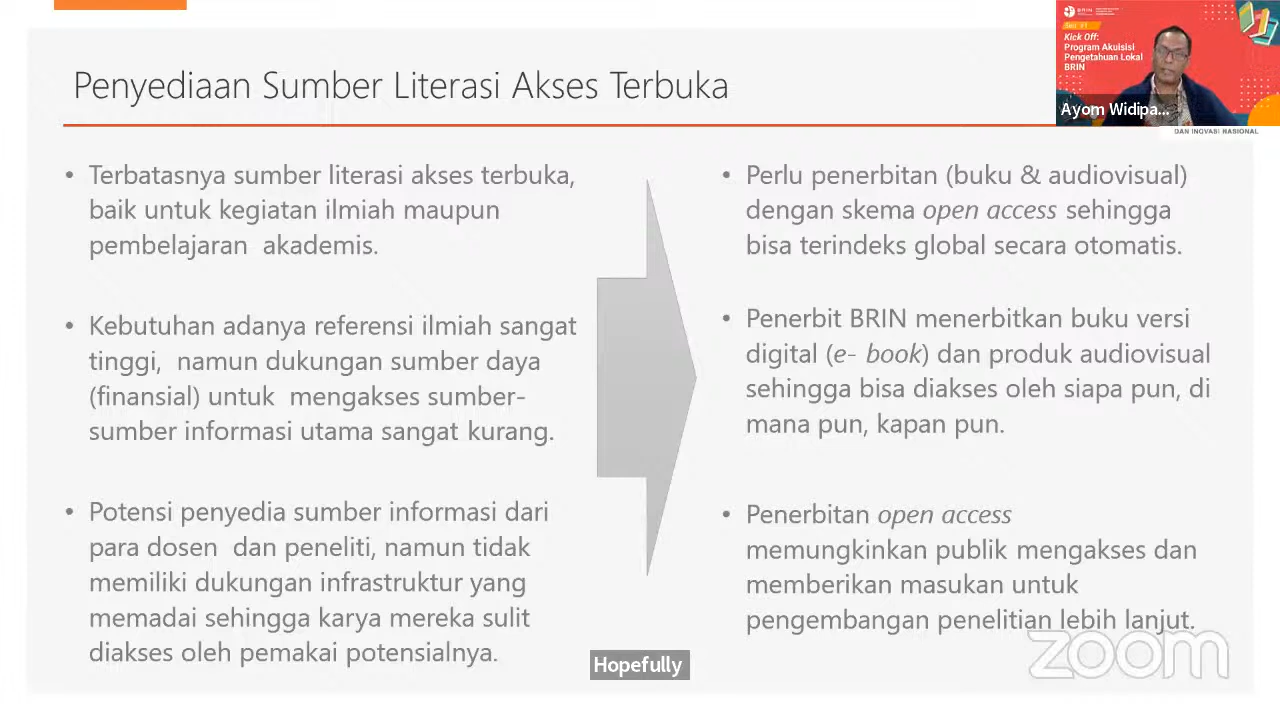 Penyediaan Sumber Literasi Akses Terbuka
• Terbatasnya sumber literasi akses terbuka,
baik untuk kegiatan ilmiah maupun
pembelajaran akademis.
• Kebutuhan adanya referensi ilmiah sangat
tinggi, namun dukungan sumber daya
(finansial) untuk mengakses sumber-
sumber informasi utama sangat kurang.
• Potensi penyedia sumber informasi dari
para dosen dan peneliti, namun tidak
memiliki dukungan infrastruktur yang
memadai sehingga karya mereka sulit
diakses oleh pemakai potensialnya.
• Perlu penerbitan (buku & audiovisual)
dengan skema open access sehingga
bisa terindeks global secara otomatis.
• Penerbit BRIN menerbitkan buku versi
digital (e- book) dan produk audiovisual
sehingga bisa diakses oleh siapa pun, di
mana pun, kapan pun.
• Penerbitan open access
memungkinkan publik mengakses dan
memberikan masukan untuk
pengembangan penelitian lebih lanjut.
BRIN
Kick Off:
Program Akuisisi
Pengetahuan Lokal
BRIN
Ayom Widipa...
DAN INOVASI NASIONAL
Hopefully
zoom